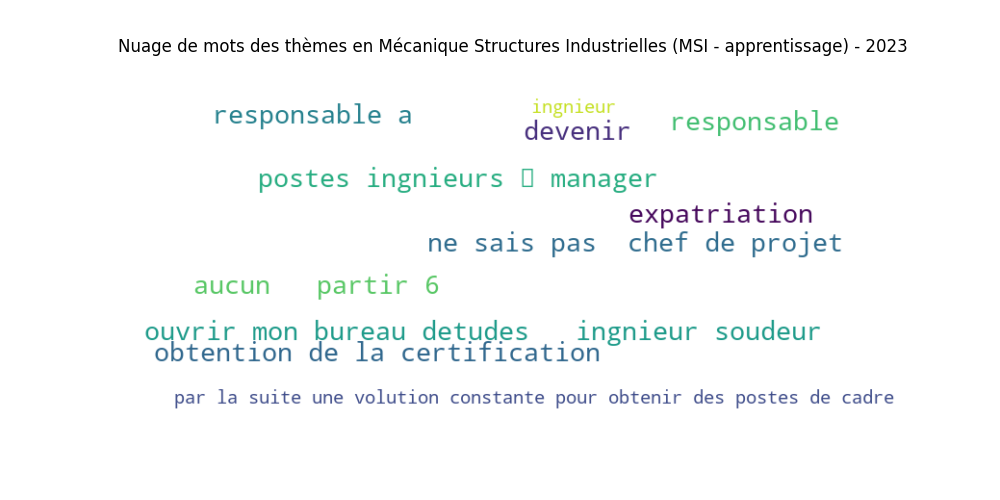 Nuage de mots des thèmes en Mécanique Structures Industrielles (MSI - apprentissage) - 2023
responsable a
ingnieur
devenir
responsable
postes ingnieurs  manager
expatriation
ne sais pas
chef de projet
aucun
partir 6
ouvrir mon bureau detudes
ingnieur soudeur
obtention de la certification
par la suite une volution constante pour obtenir des postes de cadre